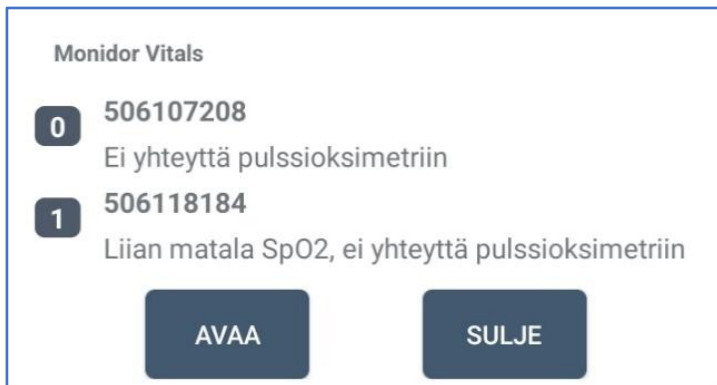 Monidor Vitals
0
506107208
Ei yhteyttä pulssioksimetriin
1
506118184
Liian matala SpO2, ei yhteyttä pulssioksimetriin
AVAA
SULJE